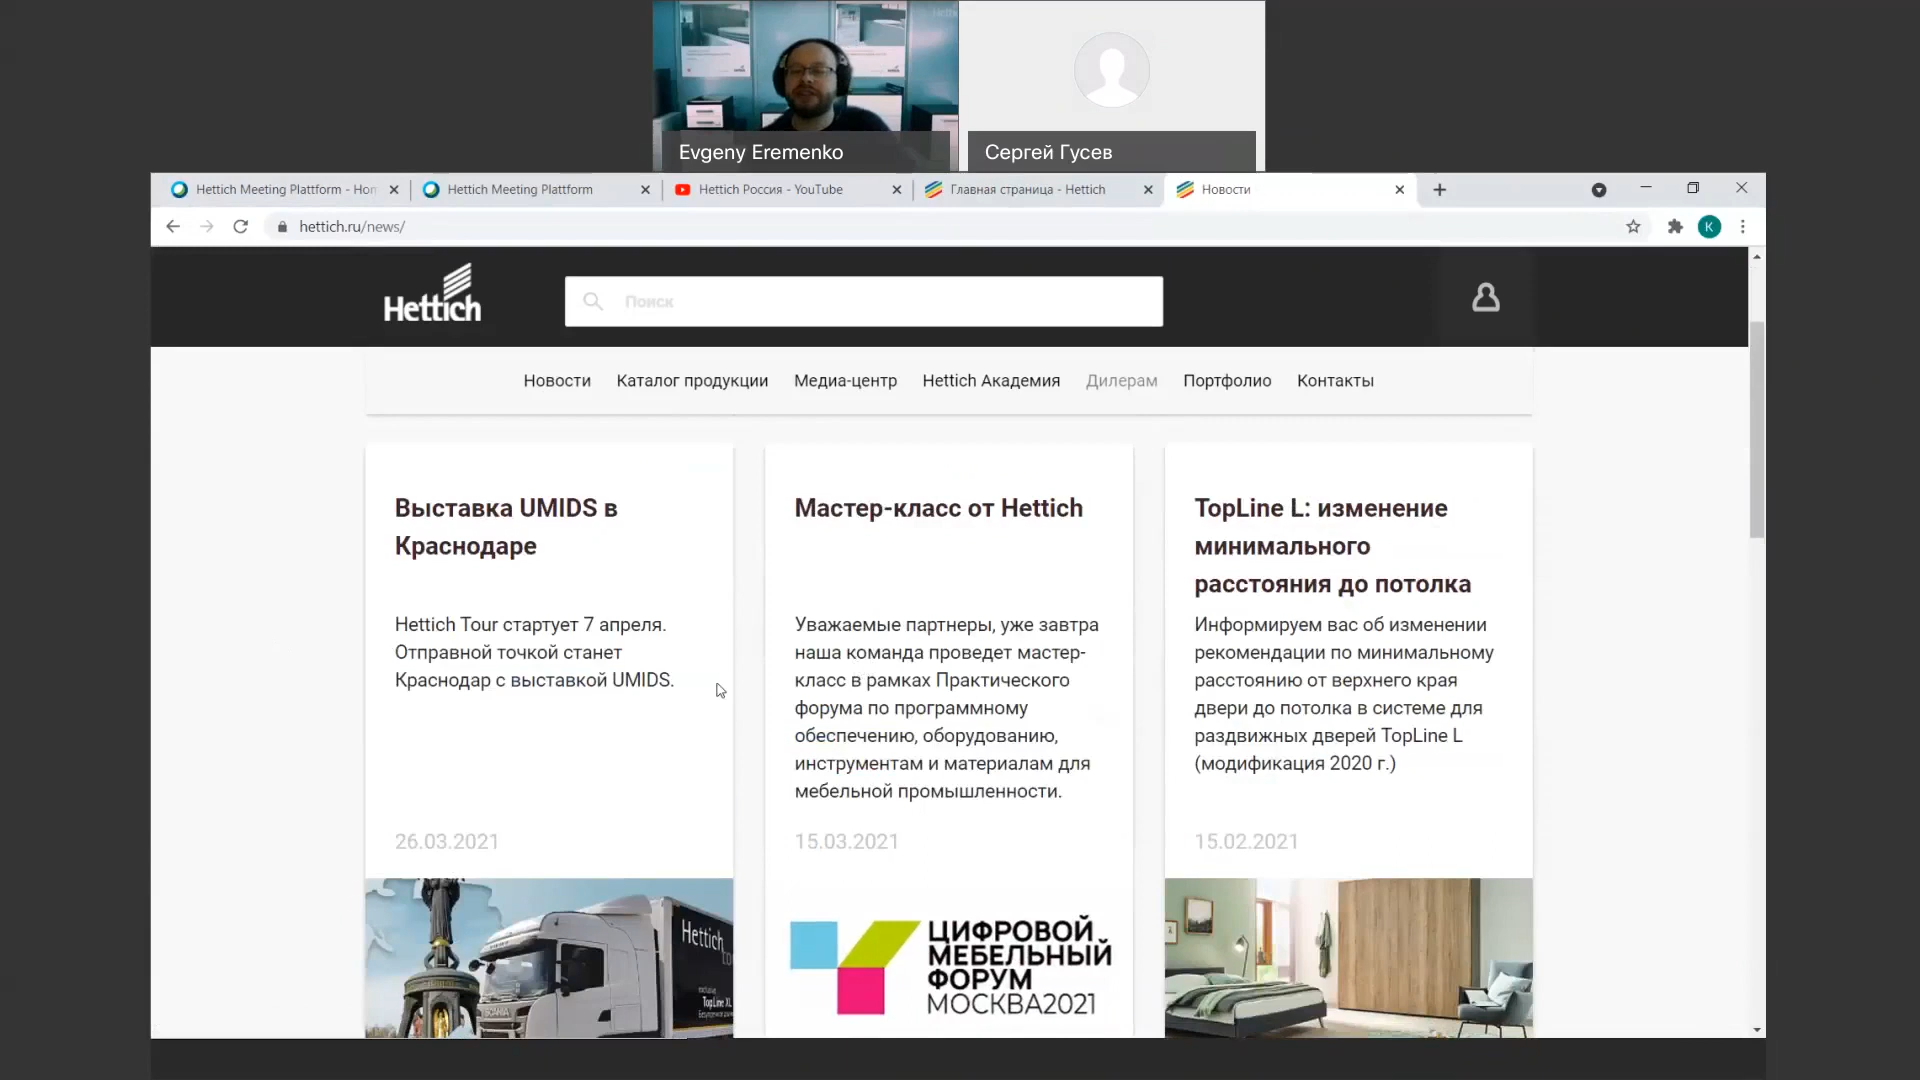 Evgeny Eremenko
Сергей Гусев
Hettich Meeting Plattform - Hom
Hettich Meeting Plattform
Hettich Россия - YouTube
Главная страница - Hettich
Новости
hettich.ru/news/
K
Hettich
Поиск
Новости
Каталог продукции
Медиа-центр
Hettich Академия
Дилерам
Портфолио
Контакты
Выставка UMIDS в
Краснодаре
Hettich Tour стартует 7 апреля.
Отправной точкой станет
Краснодар с выставкой UMIDS.
26.03.2021
Hettich
SCANIA
TopLine XL
Мастер-класс от Hettich
Уважаемые партнеры, уже завтра
наша команда проведет мастер-
класс в рамках Практического
форума по программному
обеспечению, оборудованию,
инструментам и материалам для
мебельной промышленности.
15.03.2021
ЦИФРОВОЙ
МЕБЕЛЬНЫЙ
ФОРУМ
МОСКВА2021
TopLine L: изменение
минимального
расстояния до потолка
Информируем вас об изменении
рекомендации по минимальному
расстоянию от верхнего края
двери до потолка в системе для
раздвижных дверей TopLine L
(модификация 2020 г.)
15.02.2021